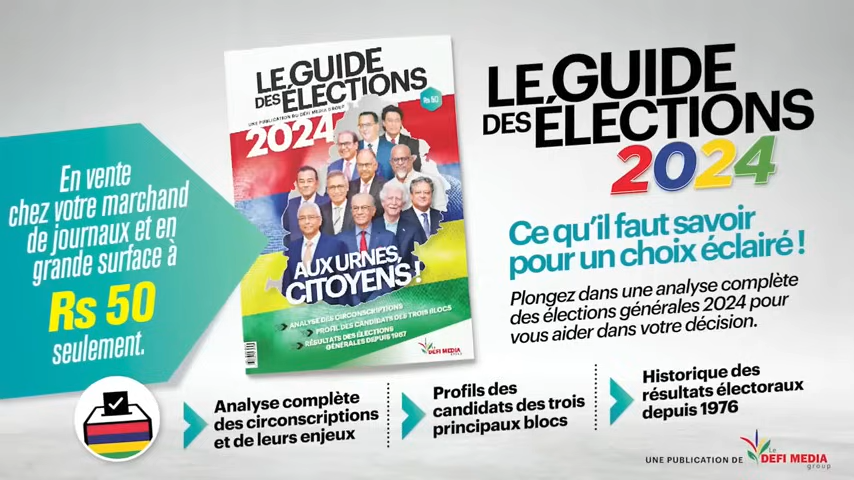 En vente
chez votre marchand
de journaux et en
grande surface à
Rs 50
seulement.
LE GUIDE
DES ÉLECTIONS
UNE PUBLICATION DU DÉFI MEDIA GROUP
Rs 50
2024
AUX URNES,
CITOYENS !
ANALYSE DES CIRCONSCRIPTIONS
PROFIL DES CANDIDATS DES TROIS BLOCS
RÉSULTATS DES ÉLECTIONS
GÉNÉRALES DEPUIS 1967
Le
DEFI MEDIA
group
LE GUIDE
DES ÉLECTIONS
2024
Ce qu'il faut savoir
pour un choix éclairé !
Plongez dans une analyse complète
des élections générales 2024 pour
vous aider dans votre décision.
Analyse complète
des circonscriptions
et de leurs enjeux
Profils des
candidats des trois
principaux blocs
Historique des
résultats électoraux
depuis 1976
UNE PUBLICATION DE
Le
DEFI MEDIA
group